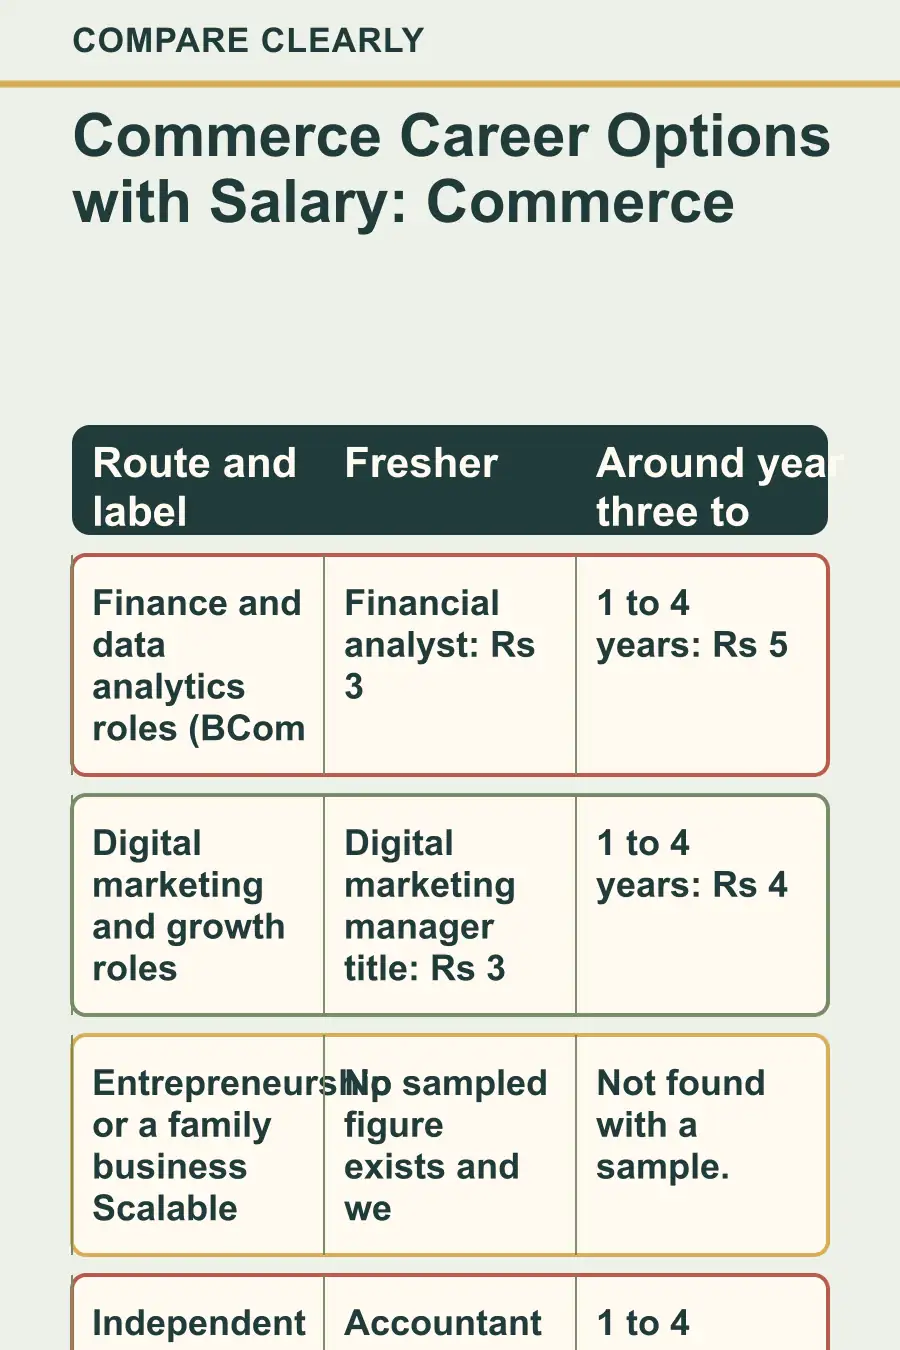 COMPARE CLEARLY
Commerce Career Options
with Salary: Commerce
Route and
label
Fresher
Around year
three to
Finance and
data
analytics
roles (BCom
Financial
analyst: Rs
3
1 to 4
years: Rs 5
Digital
marketing
and growth
roles
Digital
marketing
manager
title: Rs 3
1 to 4
years: Rs 4
Entrepreneurship
or a family
business
Scalable
No sampled
figure
exists and
we
Not found
with a
sample.
Independent
Accountant
1 to 4